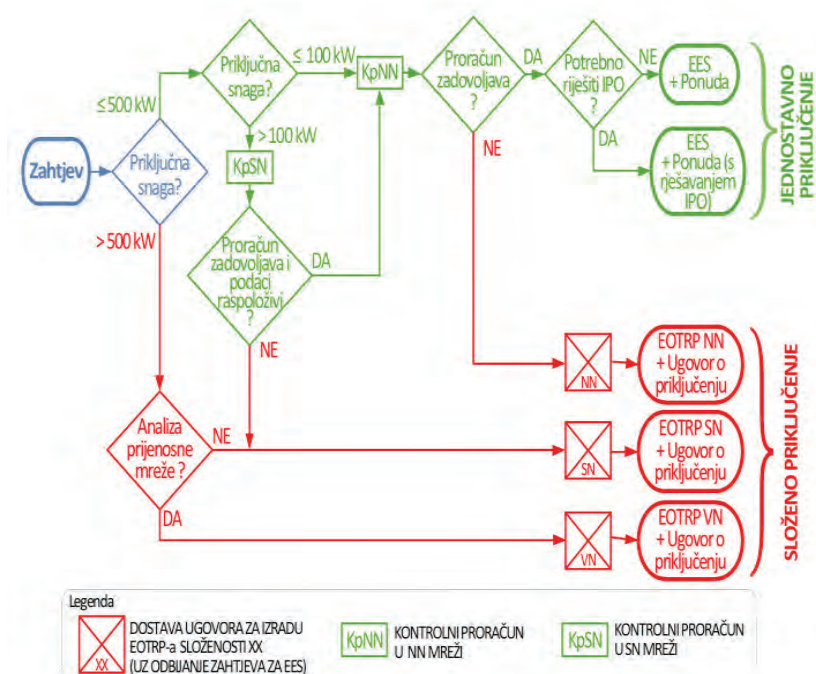 Zahtjev
Priključna
snaga?
≤500 kW
> 500 kW
Priključna
snaga?
≤ 100 kW
>100 kW
KpSN
Proračun
zadovoljava i
podaci
raspoloživi
?
DA
NE
KpNN
Proračun
zadovoljava
?
DA
NE
Potrebno
riješiti IPO
?
NE
DA
EES
+ Ponuda
EES
+ Ponuda (s
rješavanjem
IPO)
JEDNOSTAVNO
PRIKLJUČENJE
Analiza
prijenosne
mreže ?
NE
DA
NN
EOTRP NN
+ Ugovor o
priključenju
SN
EOTRP SN
+ Ugovor o
priključenju
VN
EOTRP VN
+ Ugovor o
priključenju
SLOŽENO PRIKLJUČENJE
Legenda
XX
DOSTAVA UGOVORA ZA IZRADU
EOTRP-a SLOŽENOSTI XX
(UZ ODBIJANJE ZAHTJEVA ZA EES)
KpNN
KONTROLNI PRORAČUN
U NN MREŽI
KpSN
KONTROLNI PRORAČUN
U SN MREŽI